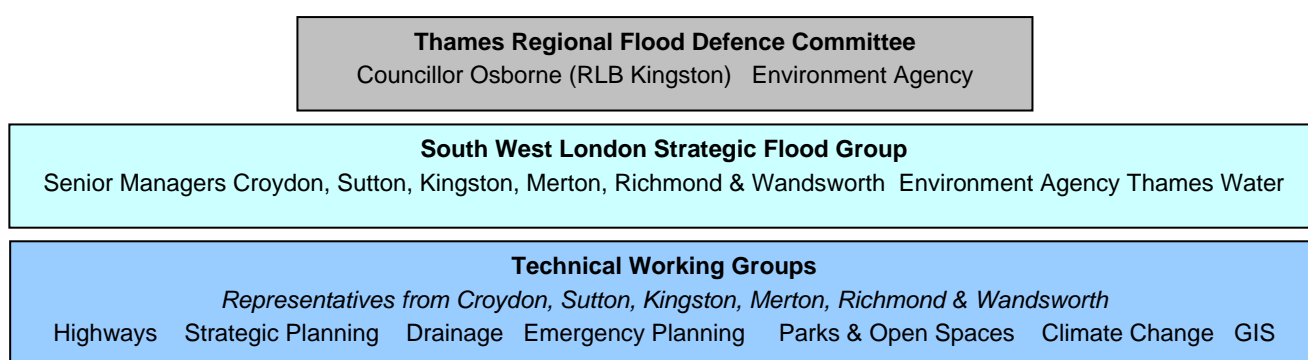 Thames Regional Flood Defence Committee
Councillor Osborne (RLB Kingston) Environment Agency
South West London Strategic Flood Group
Senior Managers Croydon, Sutton, Kingston, Merton, Richmond & Wandsworth Environment Agency Thames Water
Technical Working Groups
Representatives from Croydon, Sutton, Kingston, Merton, Richmond & Wandsworth
Highways Strategic Planning Drainage Emergency Planning Parks & Open Spaces Climate Change GIS